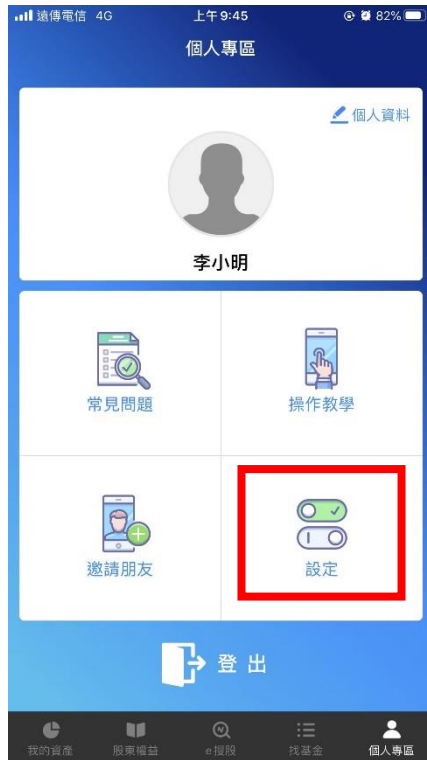 遠傳電信 4G 上午9:45 82%
個人專區
個人資料
李小明
常見問題 操作教學
邀請朋友 設定
登出
我的資產 股東權益 e搜股 找基金 個人專區